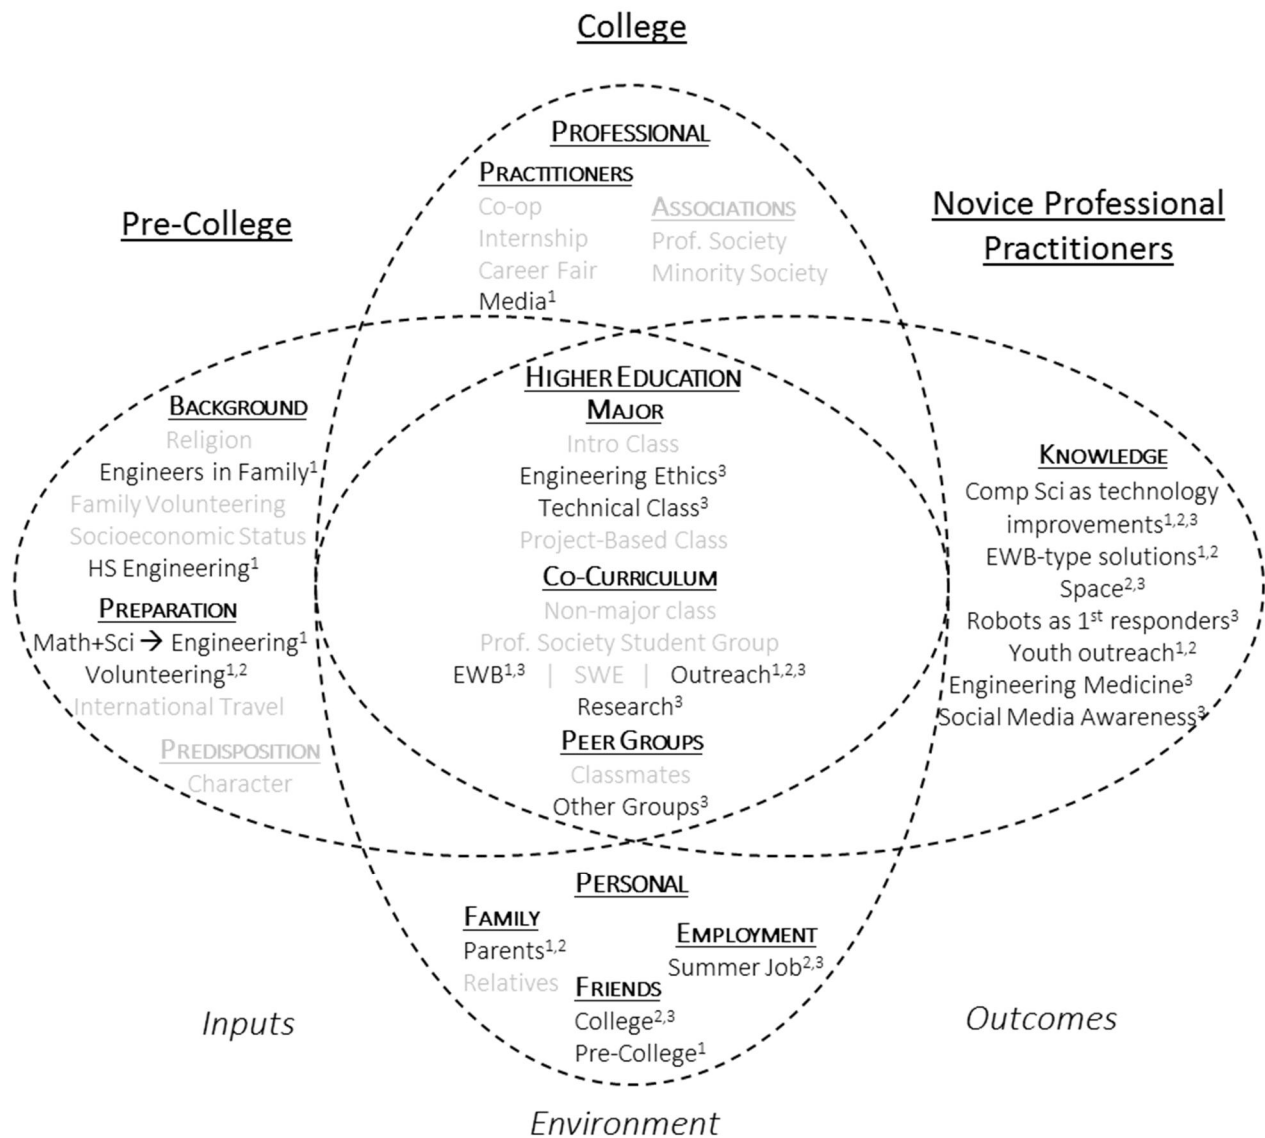 College
Pre-College
Novice Professional
Practitioners
PROFESSIONAL
PRACTITIONERS
Co-op
Internship
Career Fair
Media¹
ASSOCIATIONS
Prof. Society
Minority Society
BACKGROUND
Religion
Engineers in Family¹
Family Volunteering
Socioeconomic Status
HS Engineering¹
PREPARATION
Math+Sci → Engineering¹
Volunteering¹,²
International Travel
PREDISPOSITION
Character
HIGHER EDUCATION
MAJOR
Intro Class
Engineering Ethics³
Technical Class³
Project-Based Class
CO-CURRICULUM
Non-major class
Prof. Society Student Group
EWB¹,³ | SWE | Outreach¹,²,³
Research³
PEER GROUPS
Classmates
Other Groups³
KNOWLEDGE
Comp Sci as technology
improvements¹,²,³
EWB-type solutions¹,²
Space²,³
Robots as 1st responders³
Youth outreach¹,²
Engineering Medicine³
Social Media Awareness³
PERSONAL
FAMILY
Parents¹,²
Relatives
EMPLOYMENT
Summer Job²,³
FRIENDS
College²,³
Pre-College¹
Inputs
Environment
Outcomes